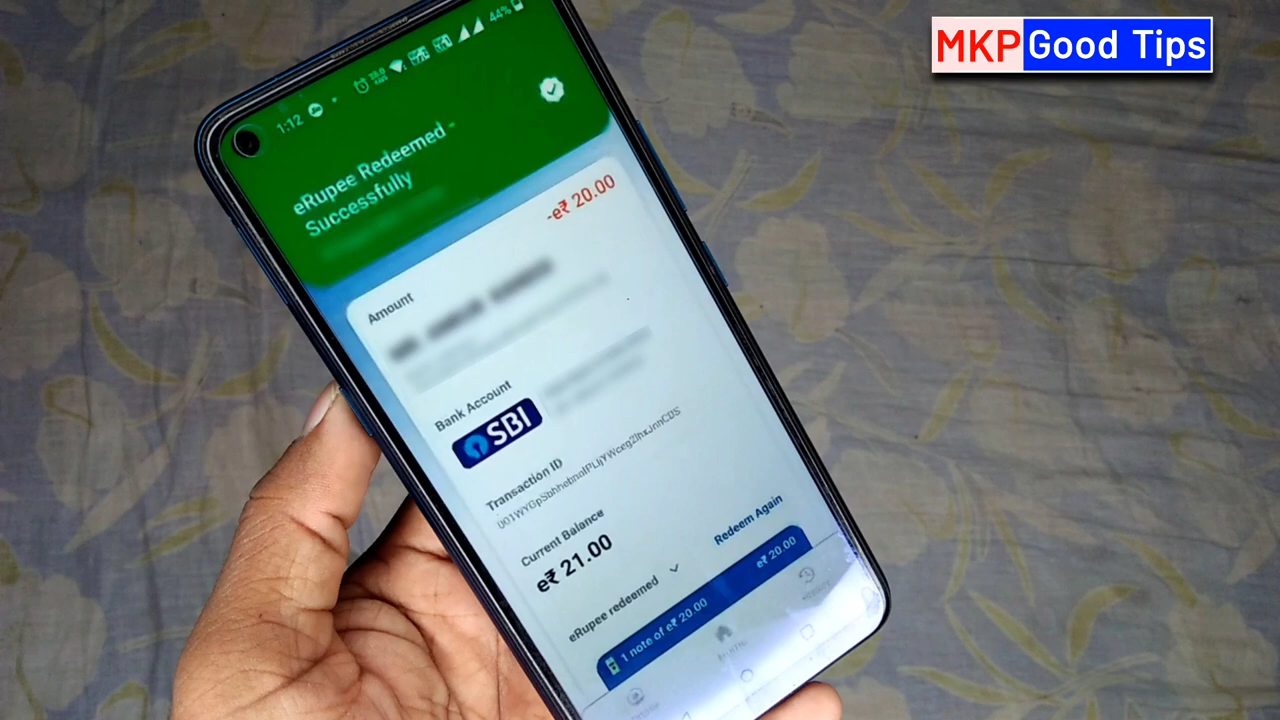 MKP Good Tips
1:12
44%
eRupee Redeemed -
Successfully
-e₹ 20.00
Amount
Bank Account
SBI
Transaction ID
Current Balance
e₹ 21.00
Redeem Again
eRupee redeemed
1 note of e₹ 20.00
e₹ 20.00